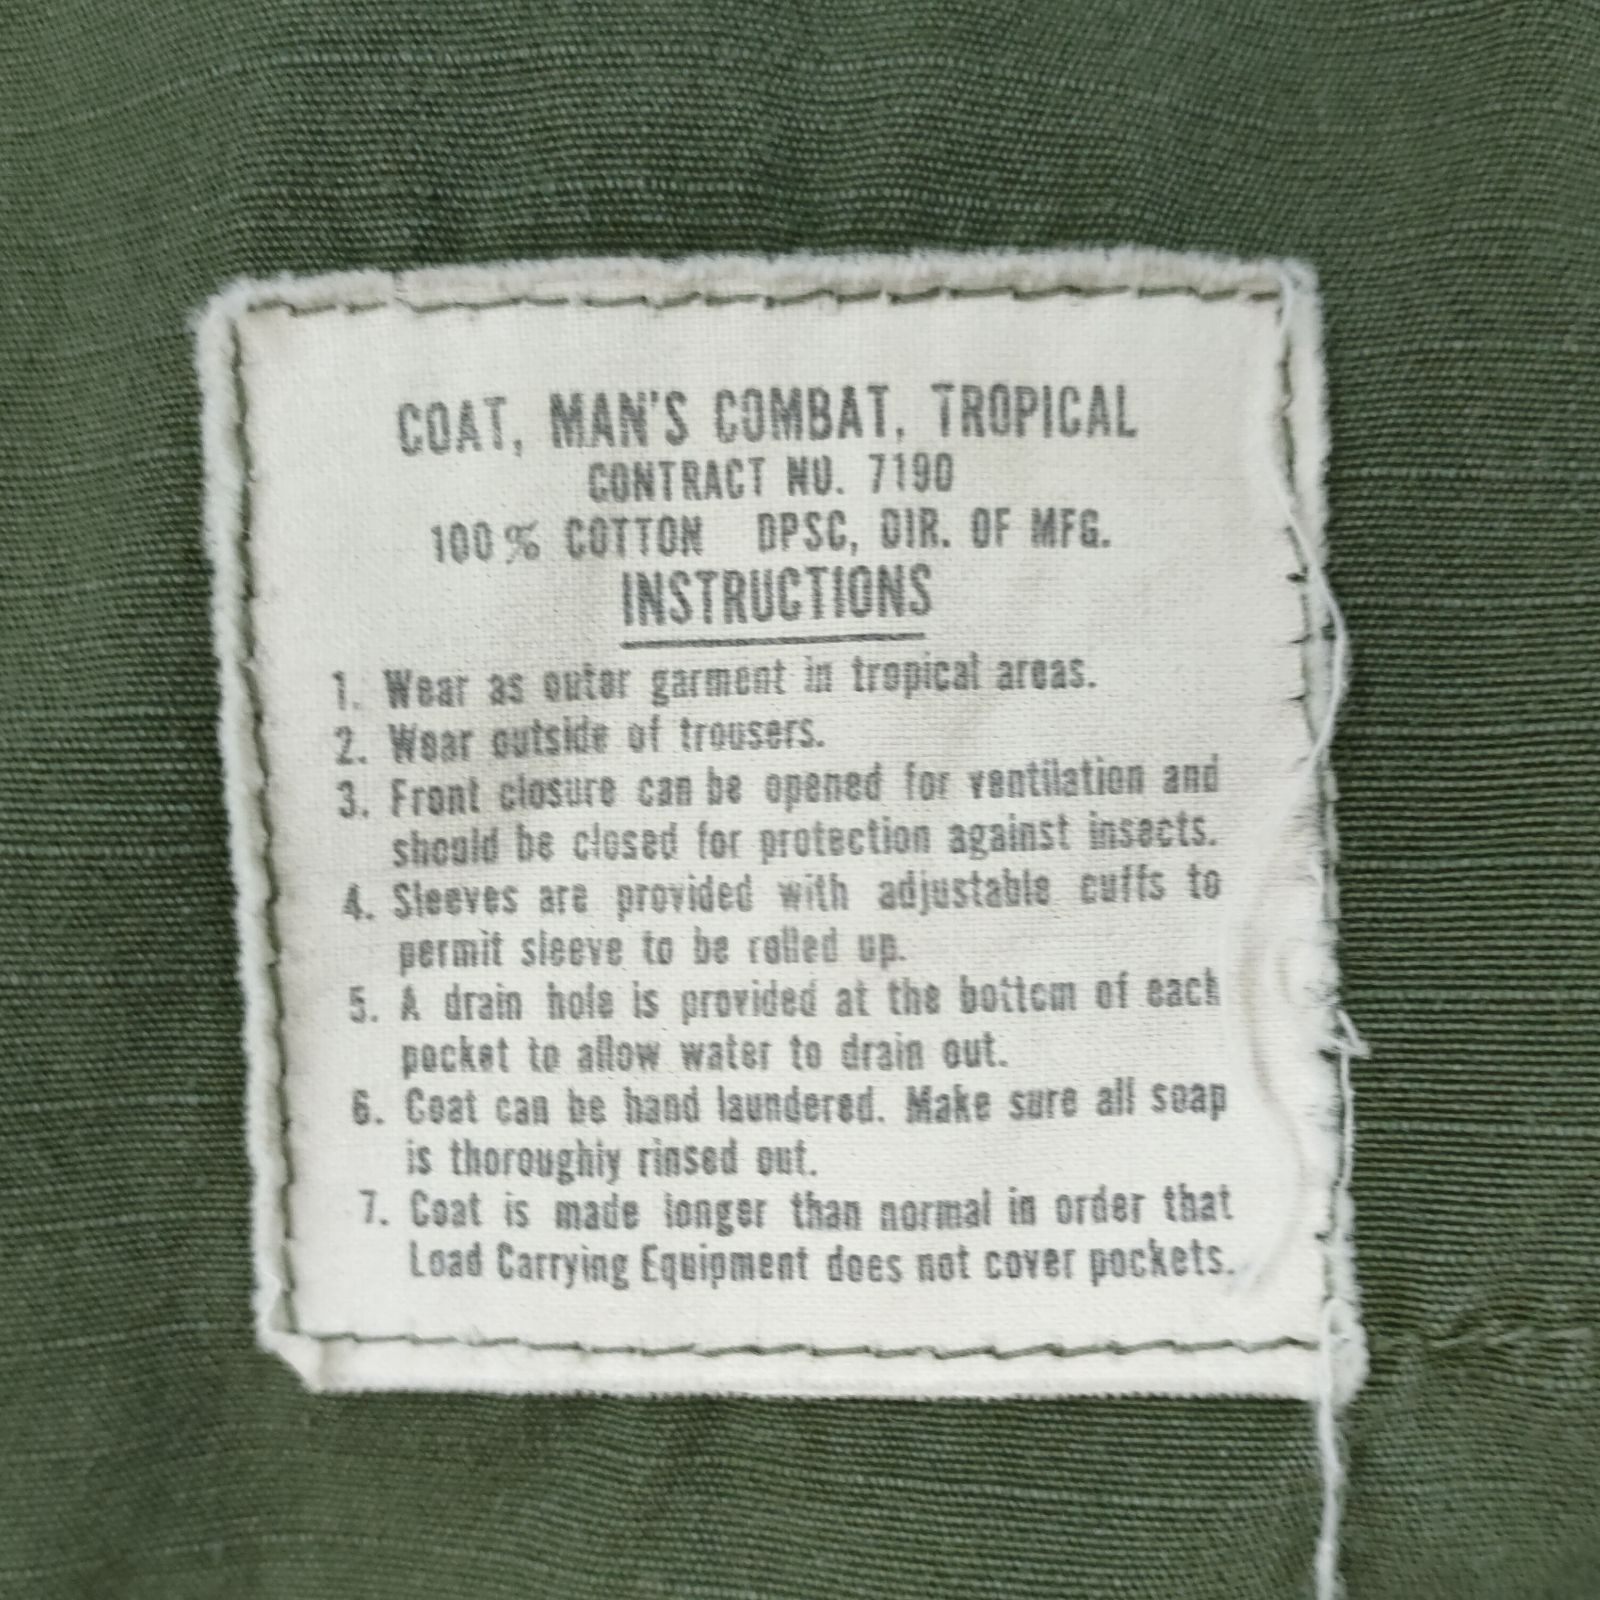 COAT, MAN'S COMBAT, TROPICAL
CONTRACT NO. 7190
100% COTTON DPSC, DIR. OF MFG.
INSTRUCTIONS
1. Wear as outer garment in tropical areas.
2. Wear outside of trousers.
3. Front closure can be opened for ventilation and
should be closed for protection against insects.
4. Sleeves are provided with adjustable cuffs to
permit sleeve to be rolled up.
5. A drain hole is provided at the bottom of each
pocket to allow water to drain out.
6. Coat can be hand laundered. Make sure all soap
is thoroughly rinsed out.
7. Coat is made longer than normal in order that
Load Carrying Equipment does not cover pockets.